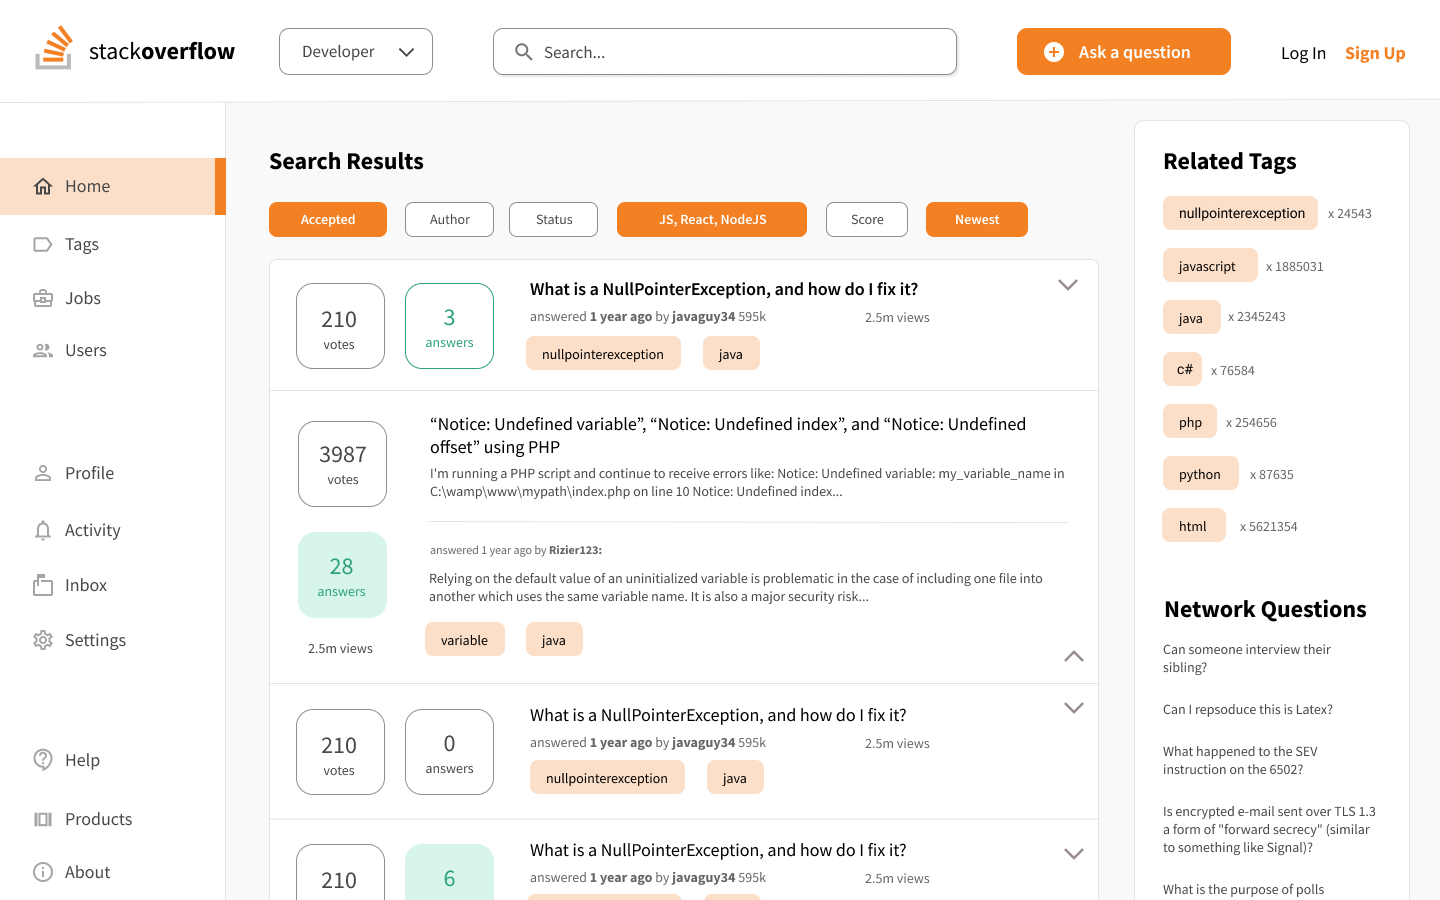 stackoverflow
Developer
Search...
Ask a question
Log In
Sign Up
Home
Tags
Jobs
Users
Profile
Activity
Inbox
Settings
Help
Products
About
Search Results
Accepted
Author
Status
JS, React, NodeJS
Score
Newest
210
votes
3
answers
What is a NullPointerException, and how do I fix it?
answered 1 year ago by javaguy34 595k
2.5m views
nullpointerexception
java
3987
votes
28
answers
2.5m views
“Notice: Undefined variable”, “Notice: Undefined index”, and “Notice: Undefined
offset” using PHP
I'm running a PHP script and continue to receive errors like: Notice: Undefined variable: my_variable_name in
C:\wamp\www\mypath\index.php on line 10 Notice: Undefined index...
answered 1 year ago by Rizier123:
Relying on the default value of an uninitialized variable is problematic in the case of including one file into
another which uses the same variable name. It is also a major security risk...
variable
java
210
votes
0
answers
What is a NullPointerException, and how do I fix it?
answered 1 year ago by javaguy34 595k
2.5m views
nullpointerexception
java
210
6
What is a NullPointerException, and how do I fix it?
answered 1 year ago by javaguy34 595k
2.5m views
Related Tags
nullpointerexception x 24543
javascript x 1885031
java x 2345243
c# x 76584
php x 254656
python x 87635
html x 5621354
Network Questions
Can someone interview their
sibling?
Can I repsoduce this is Latex?
What happened to the SEV
instruction on the 6502?
Is encrypted e-mail sent over TLS 1.3
a form of "forward secrecy" (similar
to something like Signal)?
What is the purpose of polls